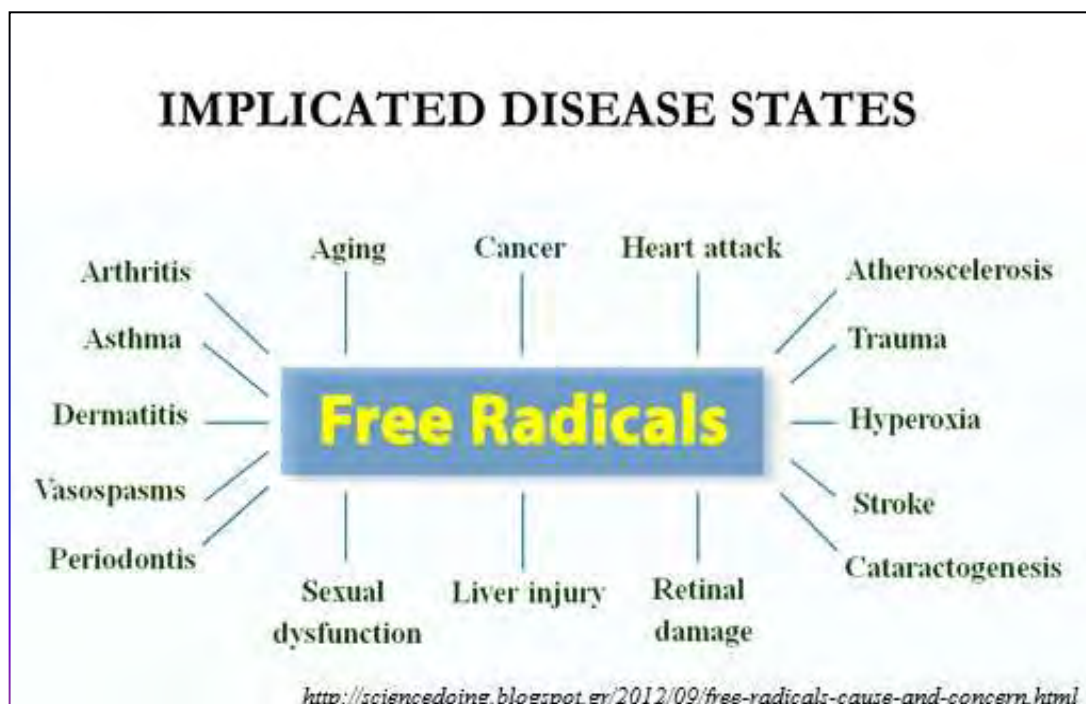 IMPLICATED DISEASE STATES
Aging
Cancer
Heart attack
Arthritis
Atheroscelerosis
Asthma
Trauma
Free Radicals
Dermatitis
Hyperoxia
Vasospasms
Stroke
Periodontis
Cataractogenesis
Sexual
dysfunction
Liver injury
Retinal
damage
http://sciencedoing.blogspot.gr/2012/09/free-radicals-cause-and-concern.html